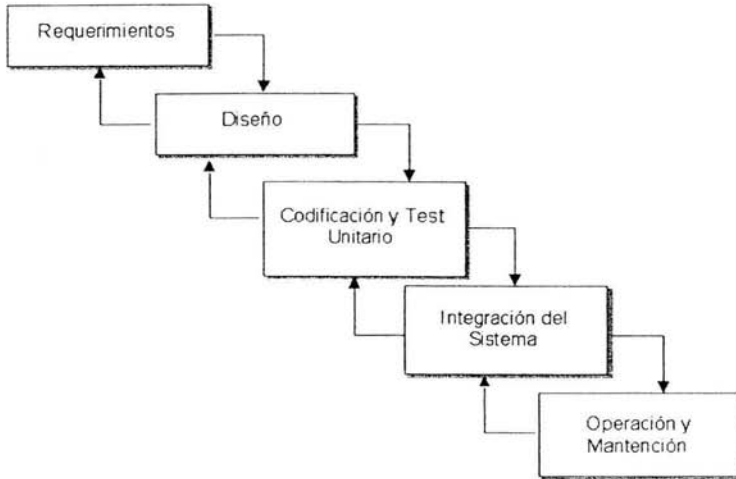 Requerimientos
Diseño
Codificación y Test
Unitario
Integración del
Sistema
Operación y
Mantención